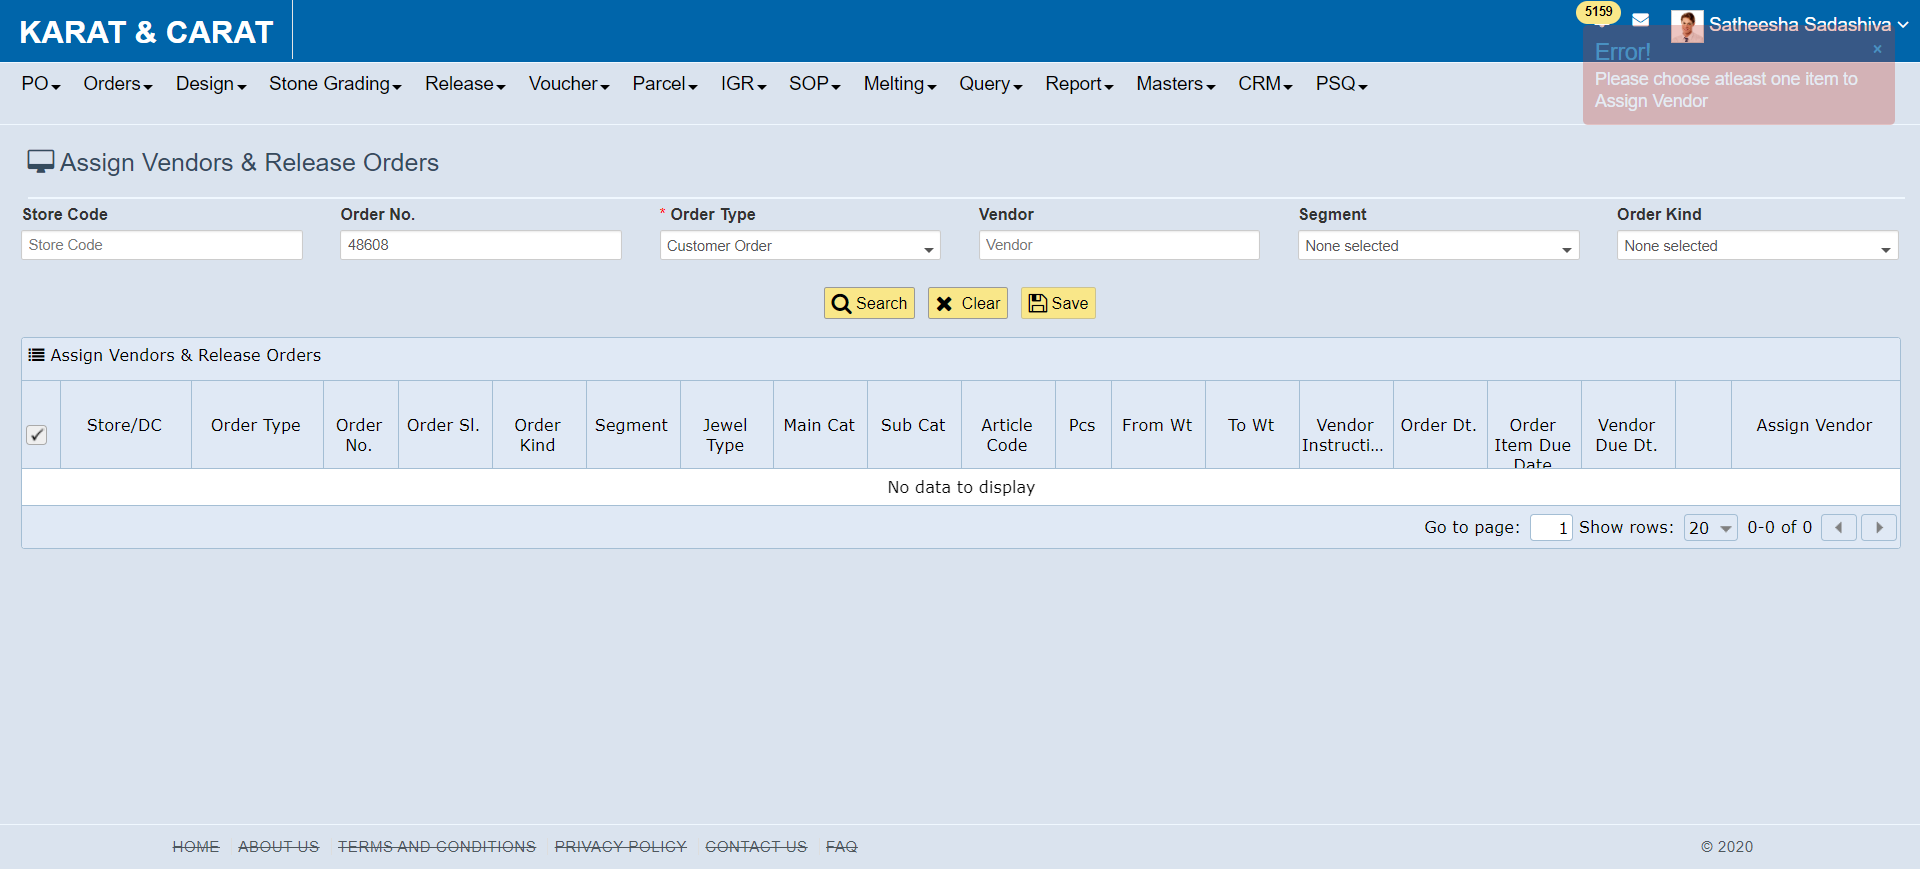 KARAT & CARAT
5159
Satheesha Sadashiva
Error!
×
Please choose atleast one item to
Assign Vendor
PO Orders Design Stone Grading Release Voucher Parcel IGR SOP Melting Query Report Masters CRM PSQ
Assign Vendors & Release Orders
Store Code Order No. * Order Type Vendor Segment Order Kind
Store Code 48608 Customer Order Vendor None selected None selected
Search Clear Save
Assign Vendors & Release Orders
Store/DC Order Type Order No. Order Sl. Order Kind Segment Jewel Type Main Cat Sub Cat Article Code Pcs From Wt To Wt Vendor Instructi... Order Dt. Order Item Due Date Vendor Due Dt. Assign Vendor
No data to display
Go to page: 1 Show rows: 20 0-0 of 0
HOME ABOUT US TERMS AND CONDITIONS PRIVACY POLICY CONTACT US FAQ © 2020